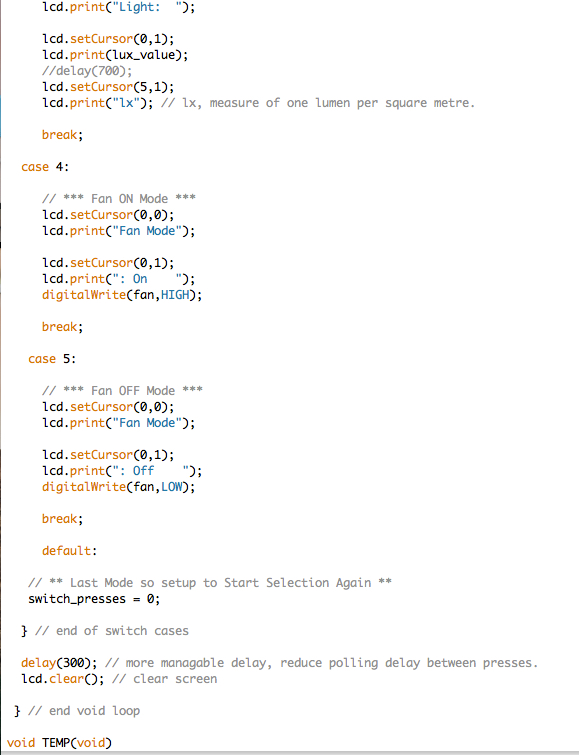 lcd.print("Light:  ");
lcd.setCursor(0,1);
lcd.print(lux_value);
//delay(700);
lcd.setCursor(5,1);
lcd.print("lx"); // lx, measure of one lumen per square metre.
break;
case 4:
// *** Fan ON Mode ***
lcd.setCursor(0,0);
lcd.print("Fan Mode");
lcd.setCursor(0,1);
lcd.print(": On    ");
digitalWrite(fan,HIGH);
break;
case 5:
// *** Fan OFF Mode ***
lcd.setCursor(0,0);
lcd.print("Fan Mode");
lcd.setCursor(0,1);
lcd.print(": Off    ");
digitalWrite(fan,LOW);
break;
default:
// ** Last Mode so setup to Start Selection Again **
switch_presses = 0;
} // end of switch cases
delay(300); // more managable delay, reduce polling delay between presses.
lcd.clear(); // clear screen
} // end void loop
void TEMP(void)